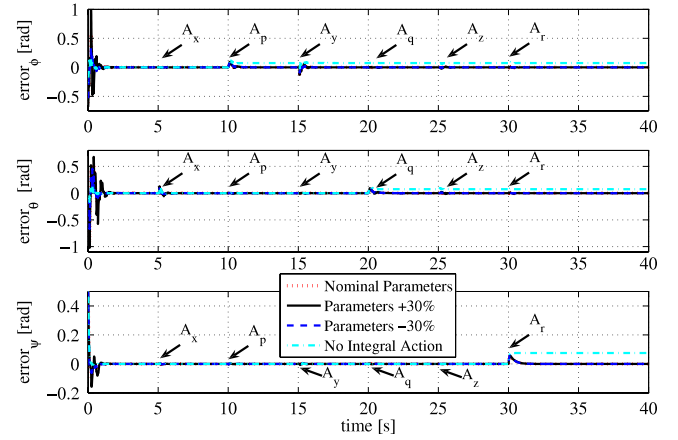 error_ϕ [rad]
1
0.5
0
−0.5
A_x
A_p
A_y
A_q
A_z
A_r
0 5 10 15 20 25 30 35 40
error_θ [rad]
0.5
0
−0.5
−1
A_x
A_p
A_y
A_q
A_z
A_r
0 5 10 15 20 25 30 35 40
error_ψ [rad]
0.4
0.2
0
−0.2
A_x
A_p
A_y
A_q
A_z
A_r
Nominal Parameters
Parameters +30%
Parameters −30%
No Integral Action
0 5 10 15 20 25 30 35 40
time [s]